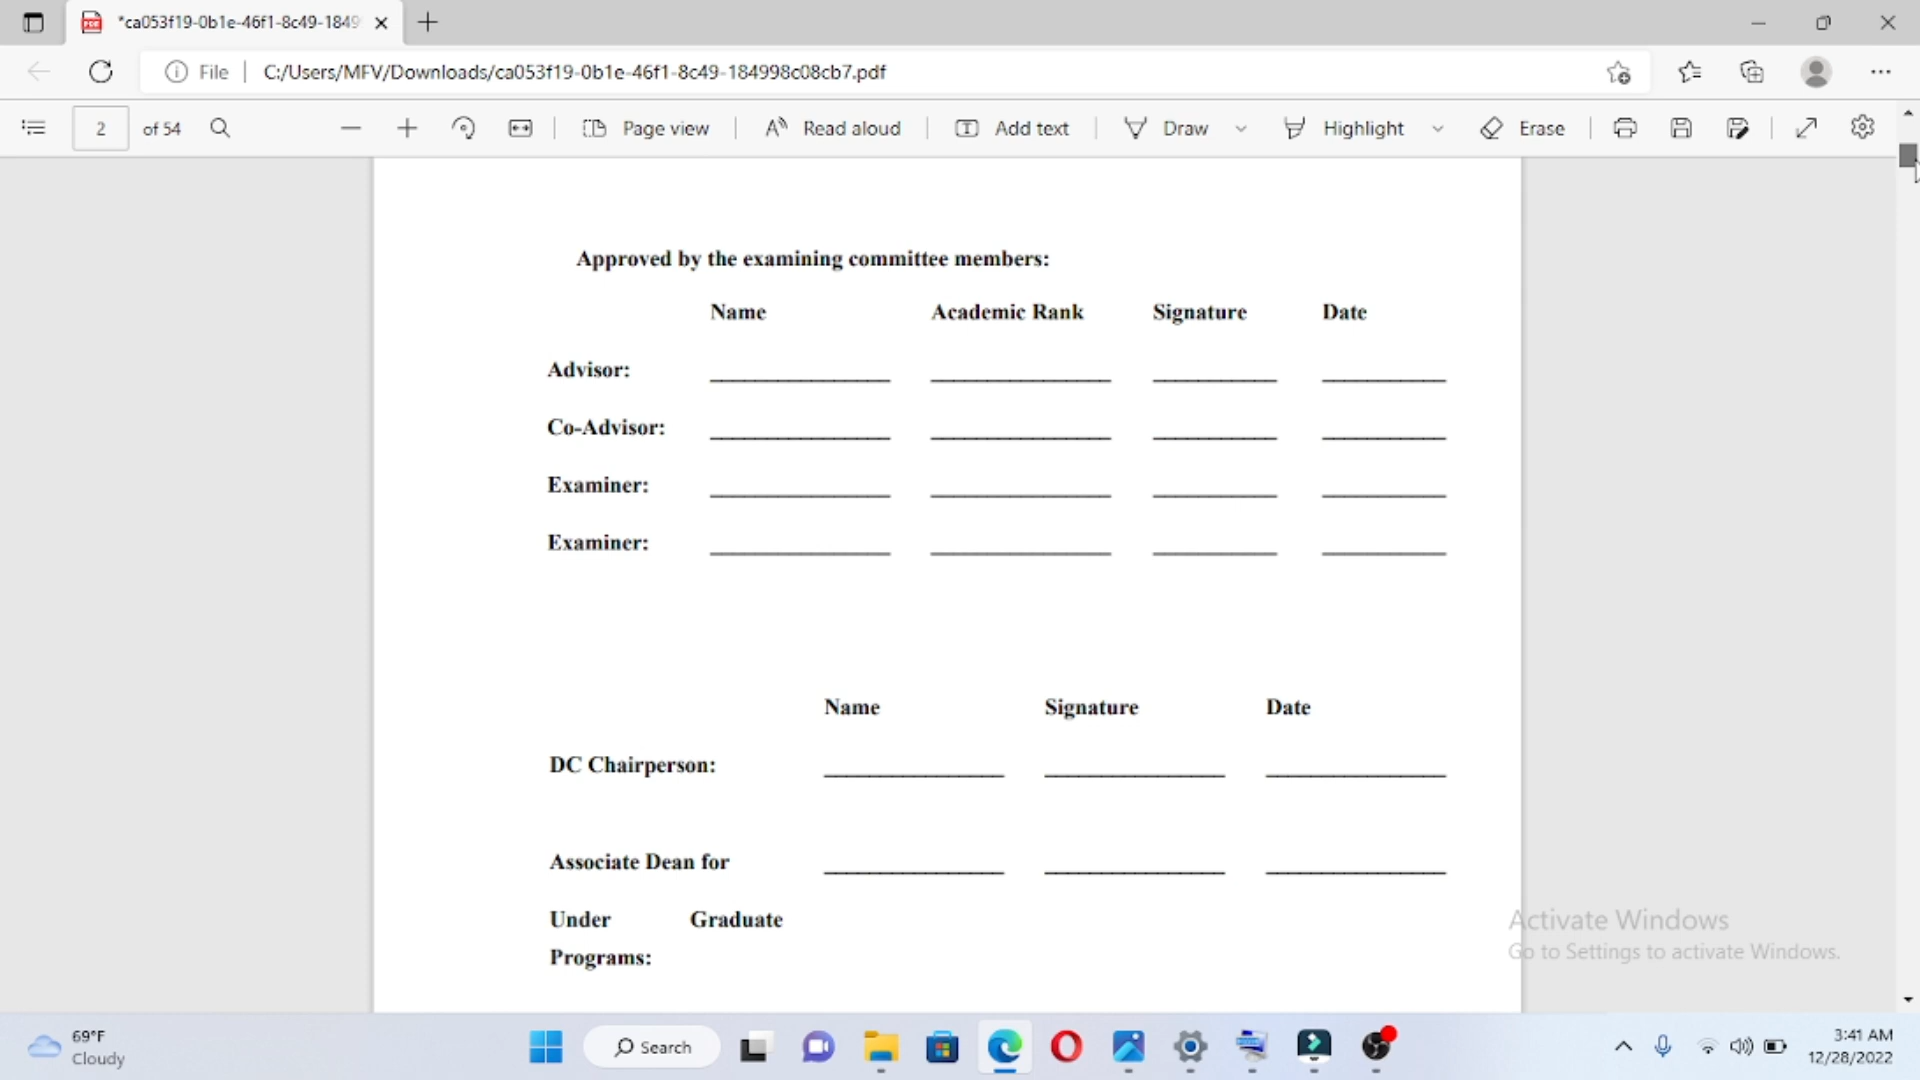 *ca053f19-0b1e-46f1-8c49-1849
File
C:/Users/MFV/Downloads/ca053f19-0b1e-46f1-8c49-184998c08cb7.pdf
2 of 54
Page view
Read aloud
Add text
Draw
Highlight
Erase
Approved by the examining committee members:
Name Academic Rank Signature Date
Advisor:
Co-Advisor:
Examiner:
Examiner:
Name Signature Date
DC Chairperson:
Associate Dean for
Under Graduate
Programs:
Activate Windows
Go to Settings to activate Windows.
69°F
Cloudy
Search
3:41 AM
12/28/2022